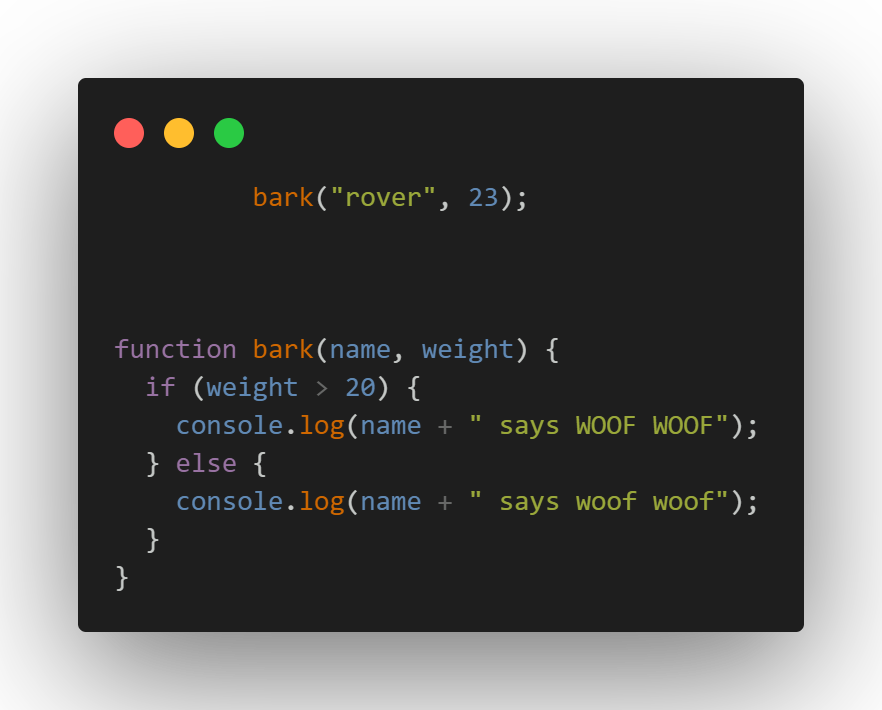 bark("rover", 23);
function bark(name, weight) {
if (weight > 20) {
console.log(name + " says WOOF WOOF");
} else {
console.log(name + " says woof woof");
}
}